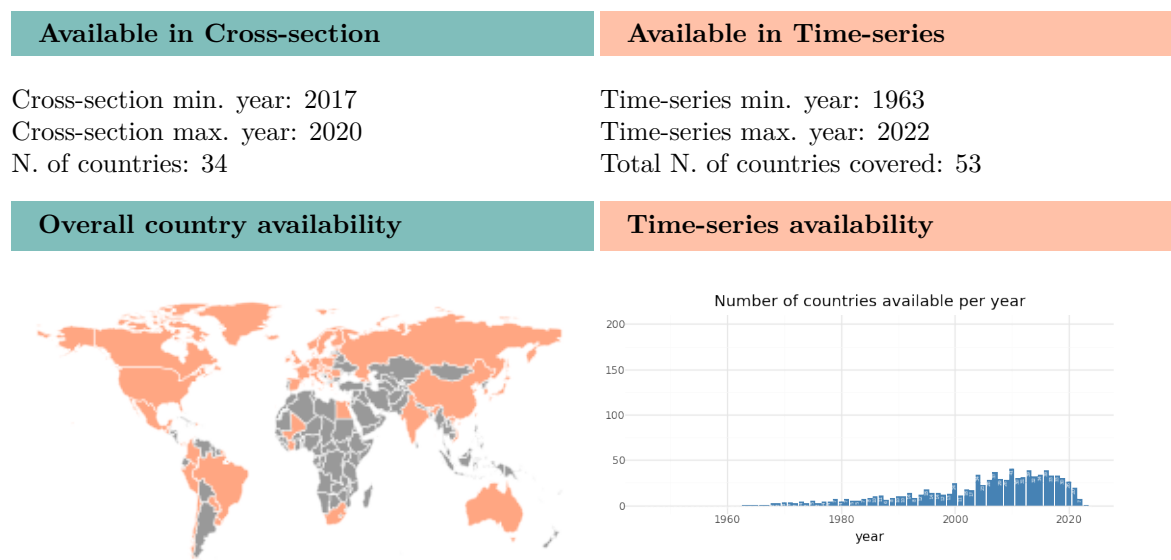 Available in Cross-section
Available in Time-series
Cross-section min. year: 2017
Cross-section max. year: 2020
N. of countries: 34
Time-series min. year: 1963
Time-series max. year: 2022
Total N. of countries covered: 53
Overall country availability
Time-series availability
Number of countries available per year
200
150
100
50
0
1960
1980
2000
2020
year